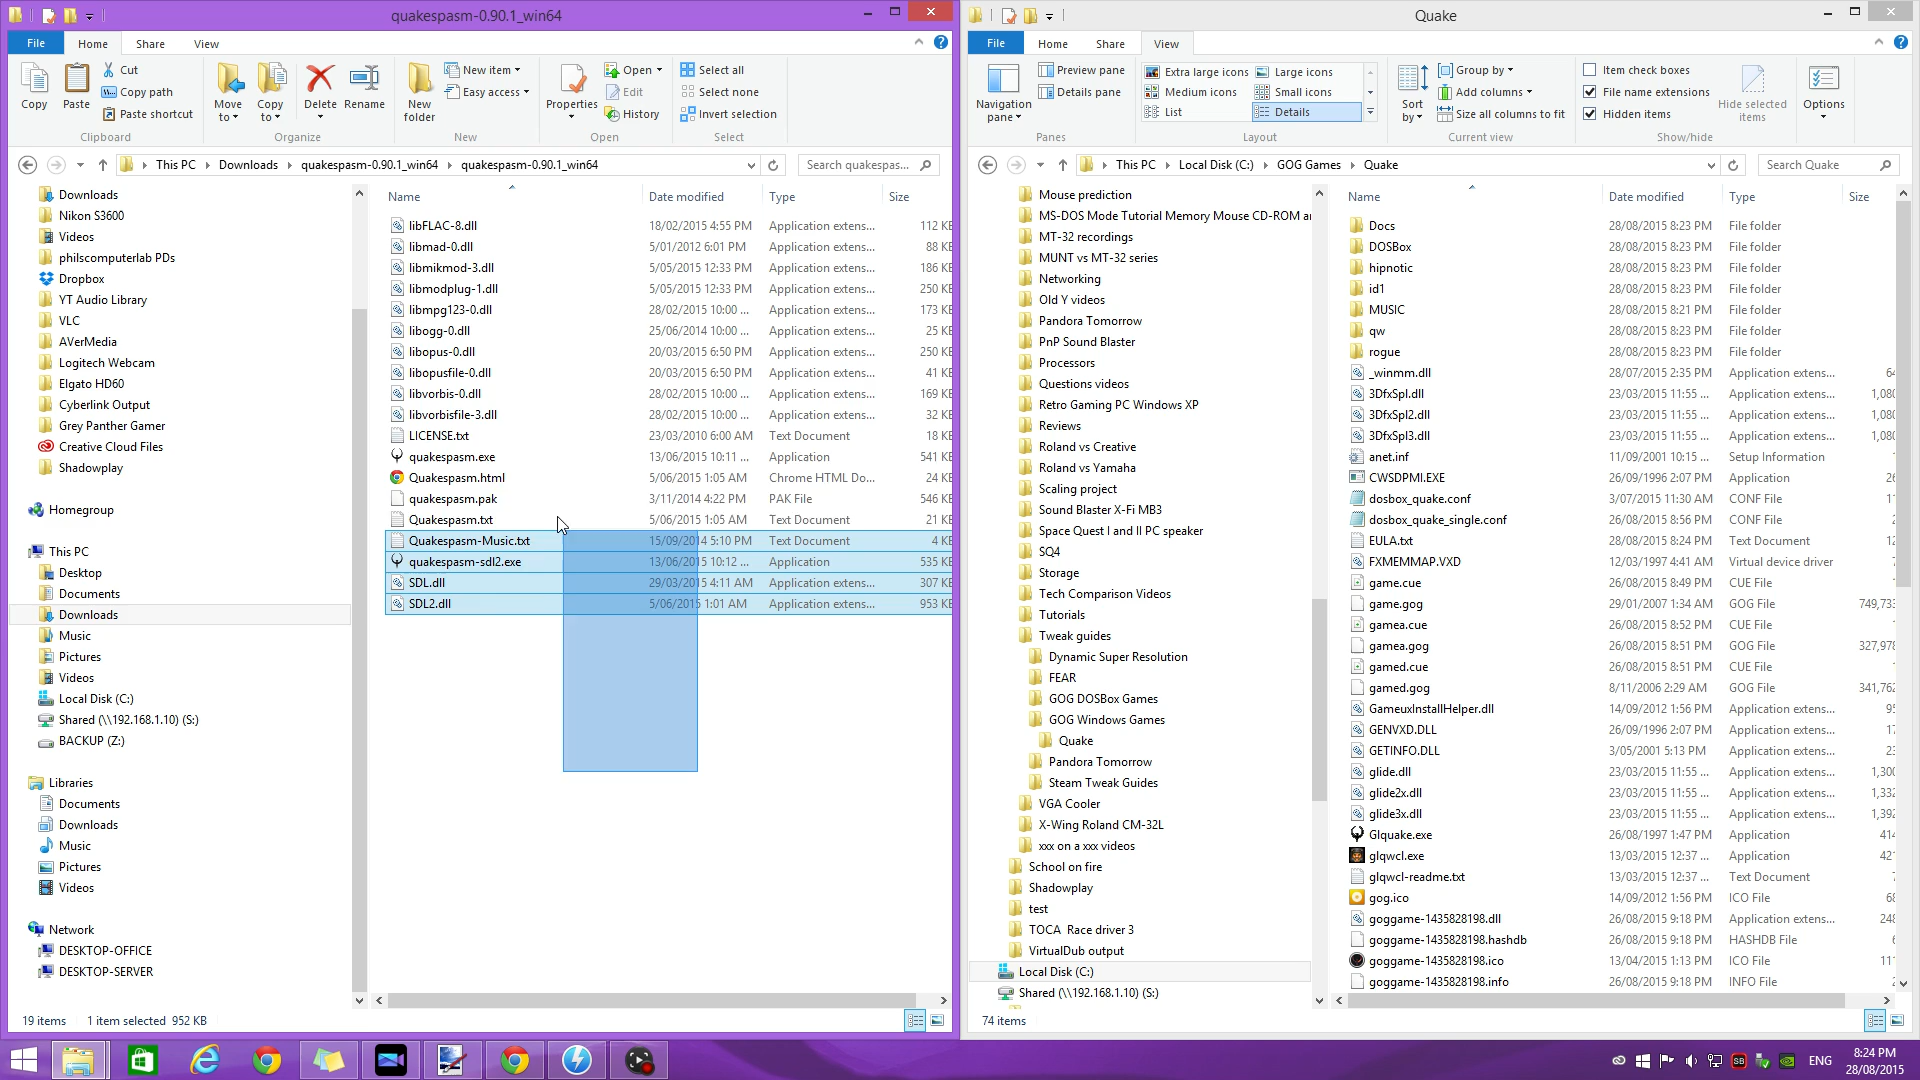 quakespasm-0.90.1_win64
File
Home
Share
View
Copy
Paste
Cut
Copy path
Paste shortcut
Clipboard
Move to
Copy to
Delete
Rename
Organize
New folder
New item
Easy access
New
Properties
Open
Edit
History
Open
Select all
Select none
Invert selection
Select
This PC
Downloads
quakespasm-0.90.1_win64
quakespasm-0.90.1_win64
Search quakespas...
Downloads
Nikon S3600
Videos
philscomputerlab PDs
Dropbox
YT Audio Library
VLC
AVerMedia
Logitech Webcam
Elgato HD60
Cyberlink Output
Grey Panther Gamer
Creative Cloud Files
Shadowplay
Homegroup
This PC
Desktop
Documents
Downloads
Music
Pictures
Videos
Local Disk (C:)
Shared (\\192.168.1.10) (S:)
BACKUP (Z:)
Libraries
Documents
Downloads
Music
Pictures
Videos
Network
DESKTOP-OFFICE
DESKTOP-SERVER
Name Date modified Type Size
libFLAC-8.dll 18/02/2015 4:55 PM Application extens... 112 KB
libmad-0.dll 5/01/2012 6:01 PM Application extens... 88 KB
libmikmod-3.dll 5/05/2015 12:33 PM Application extens... 186 KB
libmodplug-1.dll 5/05/2015 12:33 PM Application extens... 250 KB
libmpg123-0.dll 28/02/2015 10:00 ... Application extens... 173 KB
libogg-0.dll 25/06/2014 10:00 ... Application extens... 25 KB
libopus-0.dll 20/03/2015 6:50 PM Application extens... 250 KB
libopusfile-0.dll 20/03/2015 6:50 PM Application extens... 41 KB
libvorbis-0.dll 28/02/2015 10:00 ... Application extens... 169 KB
libvorbisfile-3.dll 28/02/2015 10:00 ... Application extens... 32 KB
LICENSE.txt 23/03/2010 6:00 AM Text Document 18 KB
quakespasm.exe 13/06/2015 10:11 ... Application 541 KB
Quakespasm.html 5/06/2015 1:05 AM Chrome HTML Do... 24 KB
quakespasm.pak 3/11/2014 4:22 PM PAK File 546 KB
Quakespasm.txt 5/06/2015 1:05 AM Text Document 21 KB
Quakespasm-Music.txt 15/09/2014 5:10 PM Text Document 4 KB
quakespasm-sdl2.exe 13/06/2015 10:12 ... Application 535 KB
SDL.dll 29/03/2015 4:11 AM Application extens... 307 KB
SDL2.dll 5/06/2015 1:01 AM Application extens... 953 KB
19 items 1 item selected 952 KB
Quake
File
Home
Share
View
Navigation pane
Preview pane
Details pane
Panes
Extra large icons
Large icons
Medium icons
Small icons
List
Details
Layout
Sort by
Group by
Add columns
Size all columns to fit
Current view
Item check boxes
File name extensions
Hidden items
Hide selected items
Show/hide
Options
This PC
Local Disk (C:)
GOG Games
Quake
Search Quake
Mouse prediction
MS-DOS Mode Tutorial Memory Mouse CD-ROM ar
MT-32 recordings
MUNT vs MT-32 series
Networking
Old Y videos
Pandora Tomorrow
PnP Sound Blaster
Processors
Questions videos
Retro Gaming PC Windows XP
Reviews
Roland vs Creative
Roland vs Yamaha
Scaling project
Sound Blaster X-Fi MB3
Space Quest I and II PC speaker
SQ4
Storage
Tech Comparison Videos
Tutorials
Tweak guides
Dynamic Super Resolution
FEAR
GOG DOSBox Games
GOG Windows Games
Quake
Pandora Tomorrow
Steam Tweak Guides
VGA Cooler
X-Wing Roland CM-32L
xxx on a xxx videos
School on fire
Shadowplay
test
TOCA Race driver 3
VirtualDub output
Local Disk (C:)
Shared (\\192.168.1.10) (S:)
Name Date modified Type Size
Docs 28/08/2015 8:23 PM File folder
DOSBox 28/08/2015 8:23 PM File folder
hipnotic 28/08/2015 8:23 PM File folder
id1 28/08/2015 8:23 PM File folder
MUSIC 28/08/2015 8:21 PM File folder
qw 28/08/2015 8:23 PM File folder
rogue 28/08/2015 8:23 PM File folder
_winmm.dll 28/07/2015 2:35 PM Application extens... 64
3DfxSpl.dll 23/03/2015 11:55 ... Application extens... 1,080
3DfxSpl2.dll 23/03/2015 11:55 ... Application extens... 1,080
3DfxSpl3.dll 23/03/2015 11:55 ... Application extens... 1,080
anet.inf 11/09/2001 10:15 ... Setup Information
CWSDPMI.EXE 26/09/1996 2:07 PM Application
dosbox_quake.conf 3/07/2015 11:30 AM CONF File
dosbox_quake_single.conf 26/08/2015 8:56 PM CONF File
EULA.txt 28/08/2015 8:24 PM Text Document
FXMEMMAP.VXD 12/03/1997 4:41 AM Virtual device driver
game.cue 26/08/2015 8:49 PM CUE File
game.gog 29/01/2007 1:34 AM GOG File 749,733
gamea.cue 26/08/2015 8:52 PM CUE File
gamea.gog 26/08/2015 8:51 PM GOG File 327,978
gamed.cue 26/08/2015 8:51 PM CUE File
gamed.gog 8/11/2006 2:29 AM GOG File 341,762
GameuxInstallHelper.dll 14/09/2012 1:56 PM Application extens...
GENVXD.DLL 26/09/1996 2:07 PM Application extens...
GETINFO.DLL 3/05/2001 5:13 PM Application extens...
glide.dll 23/03/2015 11:55 ... Application extens... 1,300
glide2x.dll 23/03/2015 11:55 ... Application extens... 1,332
glide3x.dll 23/03/2015 11:55 ... Application extens... 1,392
Glquake.exe 26/08/1997 1:47 PM Application 414
glqwcl.exe 13/03/2015 12:37 ... Application 421
glqwcl-readme.txt 13/03/2015 12:37 ... Text Document
gog.ico 14/09/2012 1:56 PM ICO File 68
goggame-1435828198.dll 26/08/2015 9:18 PM Application extens... 248
goggame-1435828198.hashdb 26/08/2015 9:18 PM HASHDB File
goggame-1435828198.ico 13/04/2015 1:13 PM ICO File
goggame-1435828198.info 26/08/2015 9:18 PM INFO File
74 items
ENG
8:24 PM
28/08/2015